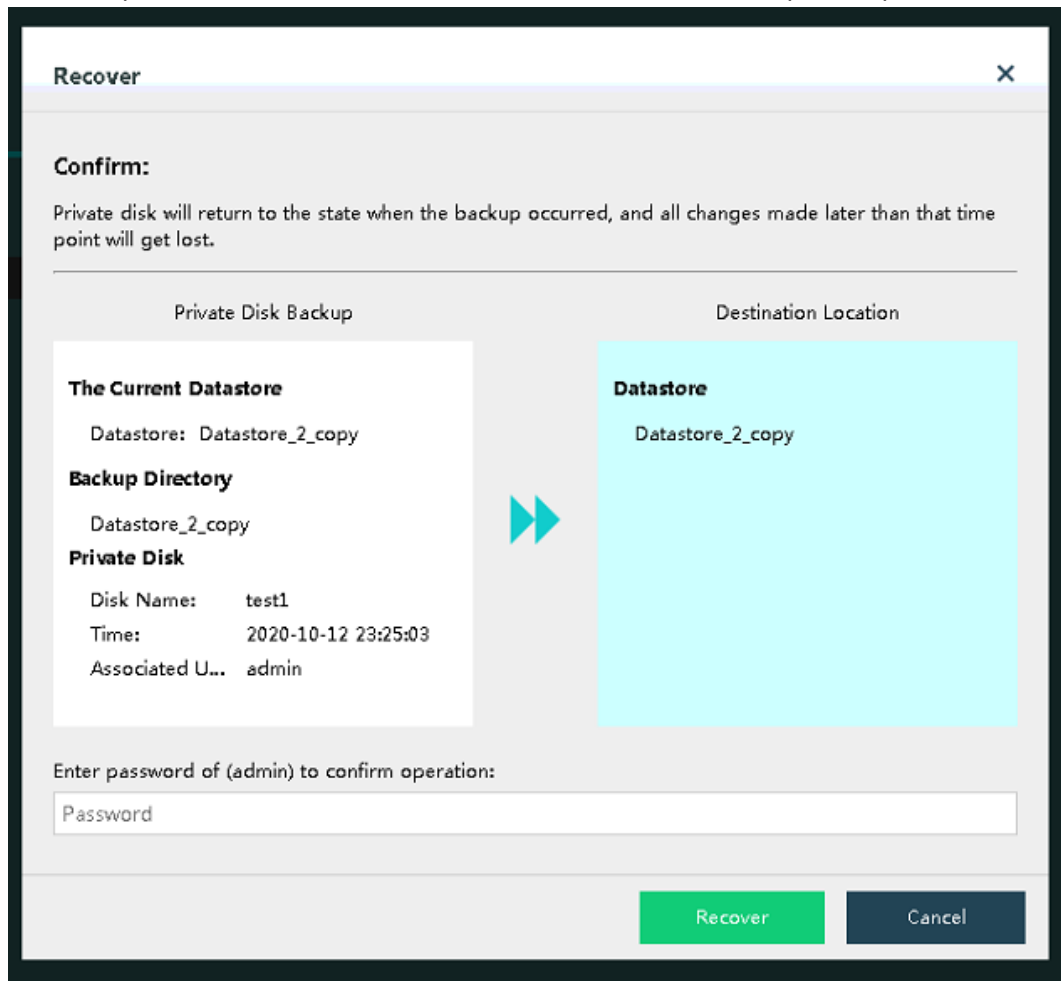 Recover
Confirm:
Private disk will return to the state when the backup occurred, and all changes made later than that time
point will get lost.
Private Disk Backup
Destination Location
The Current Datastore
Datastore: Datastore_2_copy
Backup Directory
Datastore_2_copy
Private Disk
Disk Name: test1
Time: 2020-10-12 23:25:03
Associated U... admin
Datastore
Datastore_2_copy
Enter password of (admin) to confirm operation:
Password
Recover
Cancel